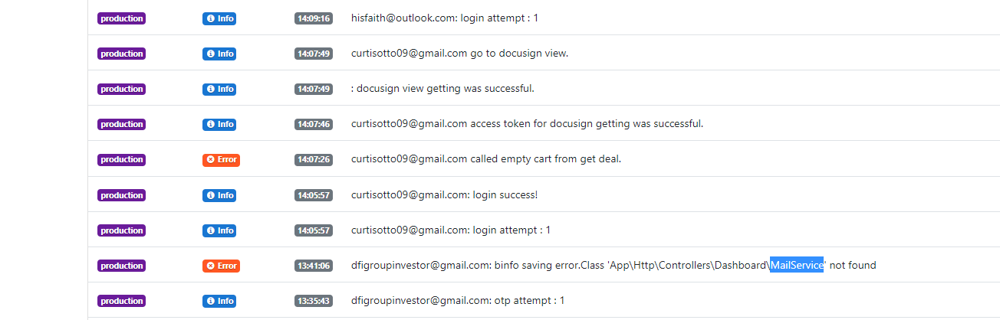 production Info 14:09:16 hisfaith@outlook.com: login attempt : 1
production Info 14:07:49 curtisotto09@gmail.com go to docusign view.
production Info 14:07:49 : docusign view getting was successful.
production Info 14:07:46 curtisotto09@gmail.com access token for docusign getting was successful.
production Error 14:07:26 curtisotto09@gmail.com called empty cart from get deal.
production Info 14:05:57 curtisotto09@gmail.com: login success!
production Info 14:05:57 curtisotto09@gmail.com: login attempt : 1
production Error 13:41:06 dfigroupinvestor@gmail.com: binfo saving error.Class 'App\Http\Controllers\Dashboard\MailService' not found
production Info 13:35:43 dfigroupinvestor@gmail.com: otp attempt : 1